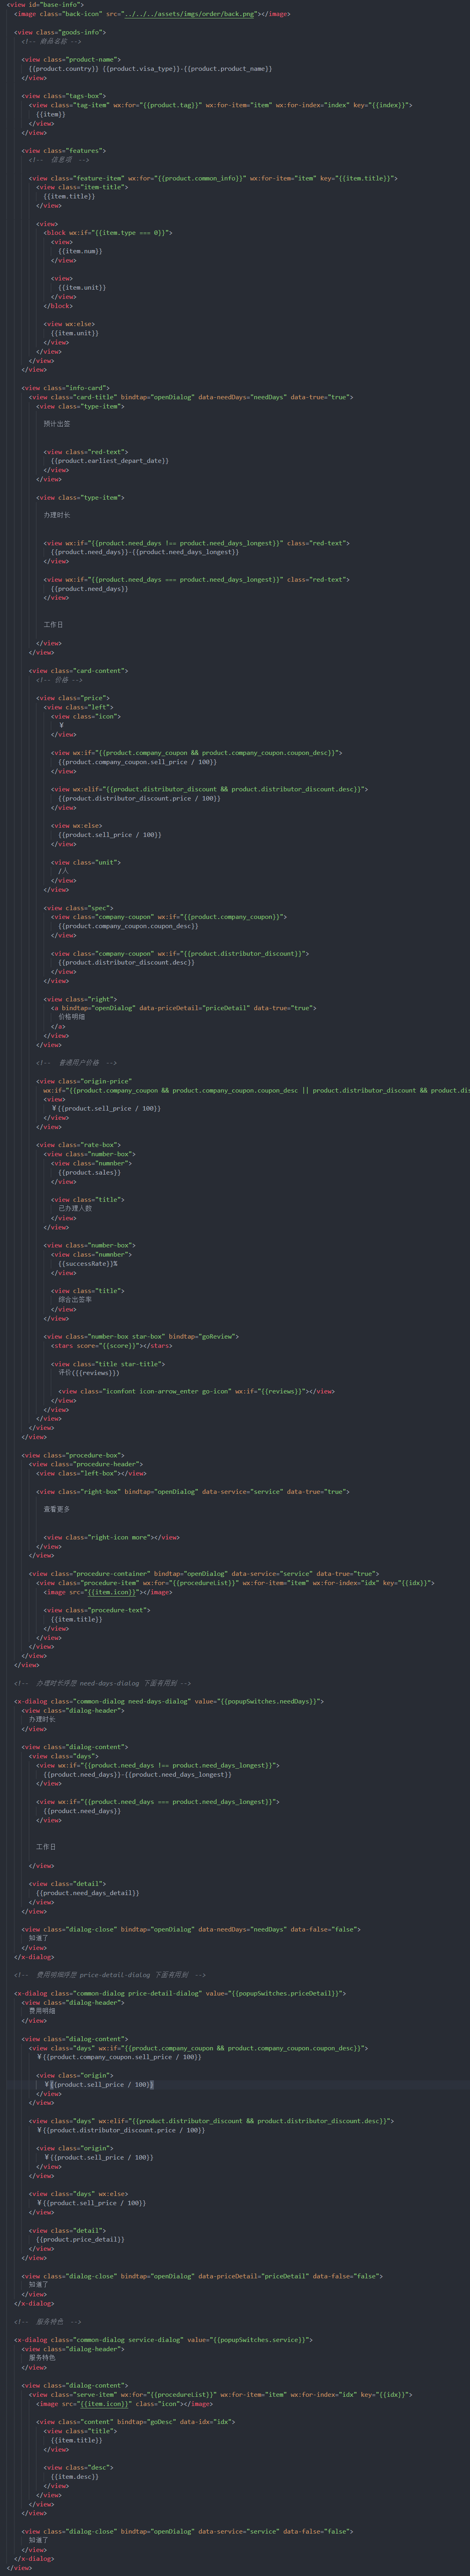 <view id="base-info">
<image class="back-icon" src="../../../assets/imgs/order/back.png"></image>
<view class="goods-info">
<!-- 商品名称 -->
<view class="product-name">
{{product.country}} {{product.visa_type}}-{{product.product_name}}
</view>
<view class="tags-box">
<view class="tag-item" wx:for="{{product.tag}}" wx:for-item="item" wx:for-index="index" key="{{index}}">
{{item}}
</view>
</view>
<view class="features">
<!-- 信息项 -->
<view class="feature-item" wx:for="{{product.common_info}}" wx:for-item="item" key="{{item.title}}">
<view class="item-title">
{{item.title}}
</view>
<view>
<block wx:if="{{item.type === 0}}">
<view>
{{item.num}}
</view>
<view>
{{item.unit}}
</view>
</block>
<view wx:else>
{{item.unit}}
</view>
</view>
</view>
</view>
<view class="info-card">
<view class="card-title" bindtap="openDialog" data-needDays="needDays" data-true="true">
<view class="type-item">
预计出签
<view class="red-text">
{{product.earliest_depart_date}}
</view>
</view>
<view class="type-item">
办理时长
<view wx:if="{{product.need_days !== product.need_days_longest}}" class="red-text">
{{product.need_days}}-{{product.need_days_longest}}
</view>
<view wx:if="{{product.need_days === product.need_days_longest}}" class="red-text">
{{product.need_days}}
</view>
工作日
</view>
</view>
<view class="card-content">
<!-- 价格 -->
<view class="price">
<view class="left">
<view class="icon">
¥
</view>
<view wx:if="{{product.company_coupon && product.company_coupon.coupon_desc}}">
{{product.company_coupon.sell_price / 100}}
</view>
<view wx:elif="{{product.distributor_discount && product.distributor_discount.desc}}">
{{product.distributor_discount.price / 100}}
</view>
<view wx:else>
{{product.sell_price / 100}}
</view>
<view class="unit">
/人
</view>
</view>
<view class="spec">
<view class="company-coupon" wx:if="{{product.company_coupon}}">
{{product.company_coupon.coupon_desc}}
</view>
<view class="company-coupon" wx:if="{{product.distributor_discount}}">
{{product.distributor_discount.desc}}
</view>
</view>
<view class="right">
<a bindtap="openDialog" data-priceDetail="priceDetail" data-true="true">
价格明细
</a>
</view>
</view>
<!-- 普通用户价格 -->
<view class="origin-price"
wx:if="{{product.company_coupon && product.company_coupon.coupon_desc || product.distributor_discount && product.dis
<view>
¥{{product.sell_price / 100}}
</view>
</view>
<view class="rate-box">
<view class="number-box">
<view class="numnber">
{{product.sales}}
</view>
<view class="title">
已办理人数
</view>
</view>
<view class="number-box">
<view class="numnber">
{{successRate}}%
</view>
<view class="title">
综合出签率
</view>
</view>
<view class="number-box star-box" bindtap="goReview">
<stars score="{{score}}"></stars>
<view class="title star-title">
评价({{reviews}})
<view class="iconfont icon-arrow_enter go-icon" wx:if="{{reviews}}"></view>
</view>
</view>
</view>
</view>
<view class="procedure-box">
<view class="procedure-header">
<view class="left-box"></view>
<view class="right-box" bindtap="openDialog" data-service="service" data-true="true">
查看更多
<view class="right-icon more"></view>
</view>
</view>
<view class="procedure-container" bindtap="openDialog" data-service="service" data-true="true">
<view class="procedure-item" wx:for="{{procedureList}}" wx:for-item="item" wx:for-index="idx" key="{{idx}}">
<image src="{{item.icon}}"></image>
<view class="procedure-text">
{{item.title}}
</view>
</view>
</view>
</view>
</view>
<!-- 办理时长浮层 need-days-dialog 下面有用到 -->
<x-dialog class="common-dialog need-days-dialog" value="{{popupSwitches.needDays}}">
<view class="dialog-header">
办理时长
</view>
<view class="dialog-content">
<view class="days">
<view wx:if="{{product.need_days !== product.need_days_longest}}">
{{product.need_days}}-{{product.need_days_longest}}
</view>
<view wx:if="{{product.need_days === product.need_days_longest}}">
{{product.need_days}}
</view>
工作日
</view>
<view class="detail">
{{product.need_days_detail}}
</view>
</view>
<view class="dialog-close" bindtap="openDialog" data-needDays="needDays" data-false="false">
知道了
</view>
</x-dialog>
<!-- 费用明细浮层 price-detail-dialog 下面有用到 -->
<x-dialog class="common-dialog price-detail-dialog" value="{{popupSwitches.priceDetail}}">
<view class="dialog-header">
费用明细
</view>
<view class="dialog-content">
<view class="days" wx:if="{{product.company_coupon && product.company_coupon.coupon_desc}}">
¥{{product.company_coupon.sell_price / 100}}
<view class="origin">
¥{{product.sell_price / 100}}
</view>
</view>
<view class="days" wx:elif="{{product.distributor_discount && product.distributor_discount.desc}}">
¥{{product.distributor_discount.price / 100}}
<view class="origin">
¥{{product.sell_price / 100}}
</view>
</view>
<view class="days" wx:else>
¥{{product.sell_price / 100}}
</view>
<view class="detail">
{{product.price_detail}}
</view>
</view>
<view class="dialog-close" bindtap="openDialog" data-priceDetail="priceDetail" data-false="false">
知道了
</view>
</x-dialog>
<!-- 服务特色 -->
<x-dialog class="common-dialog service-dialog" value="{{popupSwitches.service}}">
<view class="dialog-header">
服务特色
</view>
<view class="dialog-content">
<view class="serve-item" wx:for="{{procedureList}}" wx:for-item="item" wx:for-index="idx" key="{{idx}}">
<image src="{{item.icon}}" class="icon"></image>
<view class="content" bindtap="goDesc" data-idx="idx">
<view class="title">
{{item.title}}
</view>
<view class="desc">
{{item.desc}}
</view>
</view>
</view>
</view>
<view class="dialog-close" bindtap="openDialog" data-service="service" data-false="false">
知道了
</view>
</x-dialog>
</view>